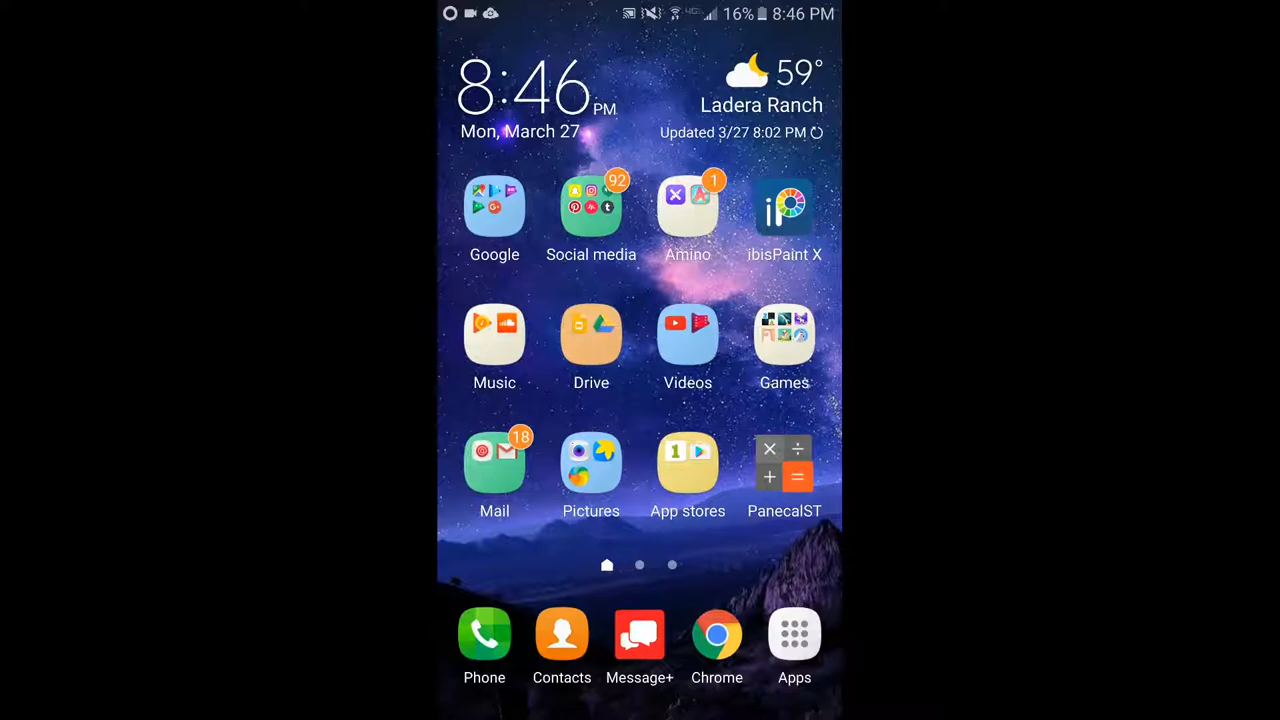 16% 8:46 PM
8:46 PM
59°
Ladera Ranch
Mon, March 27
Updated 3/27 8:02 PM
92
1
iP
Google
Social media
Amino
ibisPaint X
Music
Drive
Videos
Games
18
1
× ÷
+ =
Mail
Pictures
App stores
PanecalST
Phone
Contacts
Message+
Chrome
Apps